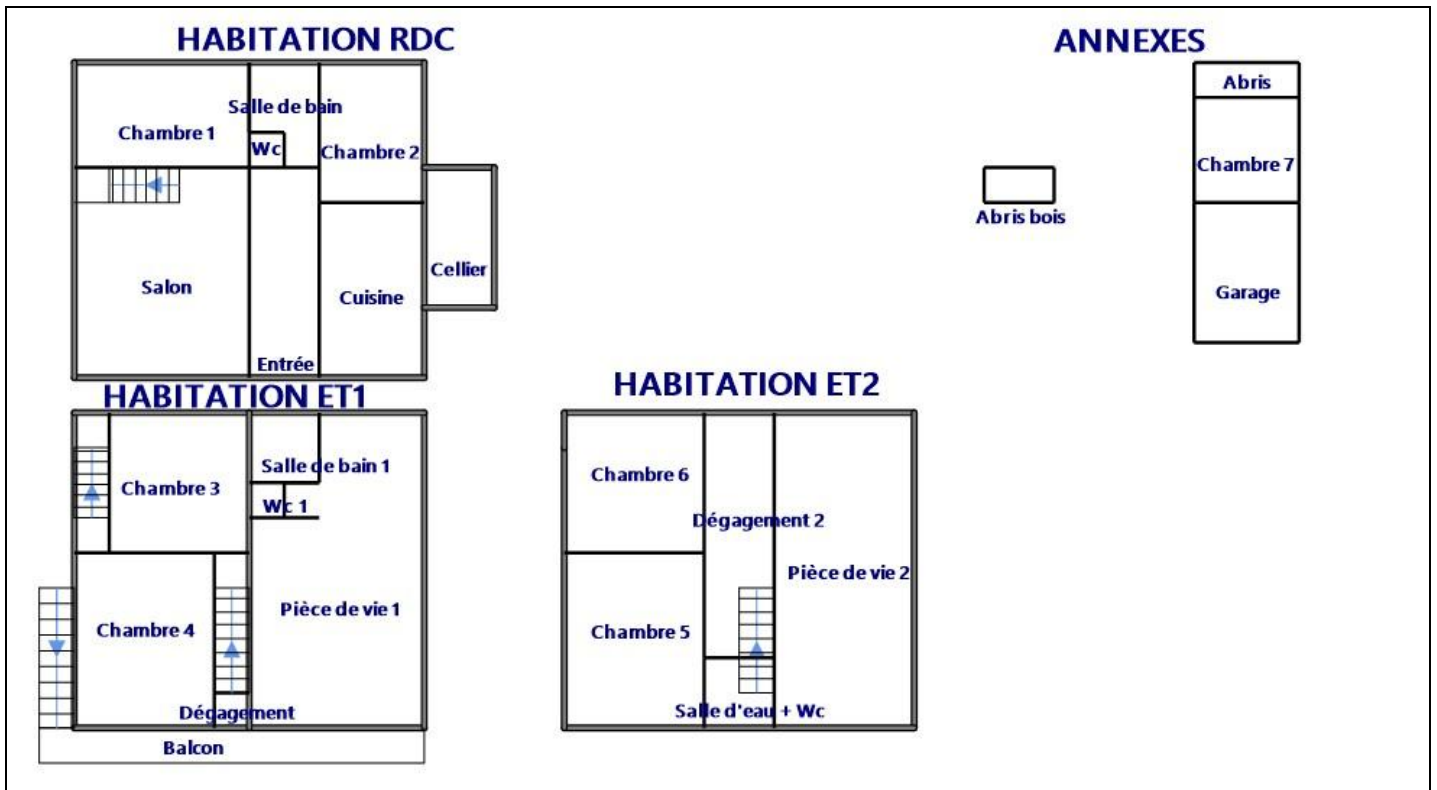 HABITATION RDC
Salle de bain
Chambre 1
Wc
Chambre 2
Cellier
Salon
Cuisine
Entrée
ANNEXES
Abris
Chambre 7
Abris bois
Garage
HABITATION ET1
Salle de bain 1
Chambre 3
Wc 1
Pièce de vie 1
Chambre 4
Dégagement
Balcon
HABITATION ET2
Chambre 6
Dégagement 2
Pièce de vie 2
Chambre 5
Salle d'eau + Wc